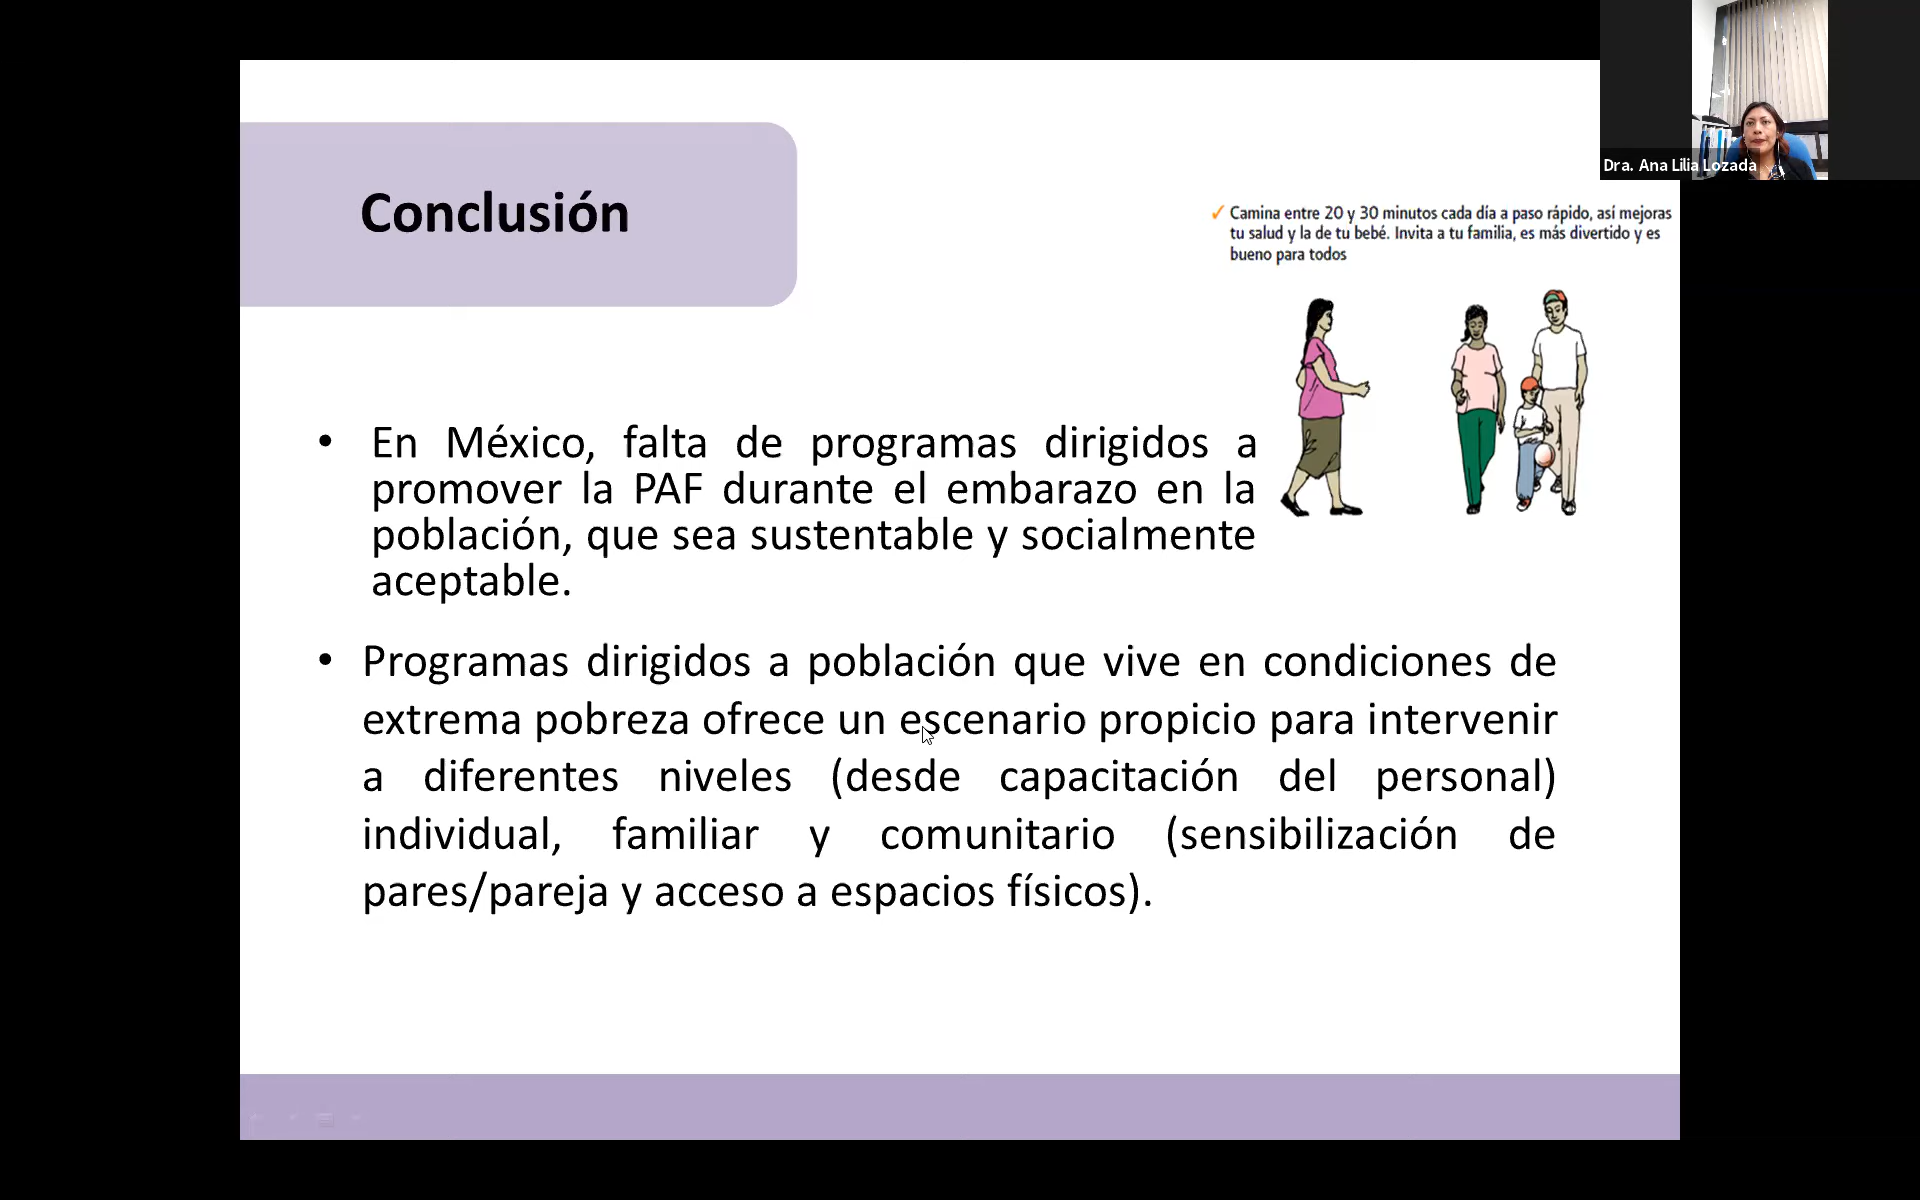 Dra. Ana Lilia Lozada
Conclusión
✓ Camina entre 20 y 30 minutos cada día a paso rápido, así mejoras
tu salud y la de tu bebé. Invita a tu familia, es más divertido y es
bueno para todos
• En México, falta de programas dirigidos a
promover la PAF durante el embarazo en la
población, que sea sustentable y socialmente
aceptable.
• Programas dirigidos a población que vive en condiciones de
extrema pobreza ofrece un escenario propicio para intervenir
a diferentes niveles (desde capacitación del personal)
individual, familiar y comunitario (sensibilización de
pares/pareja y acceso a espacios físicos).